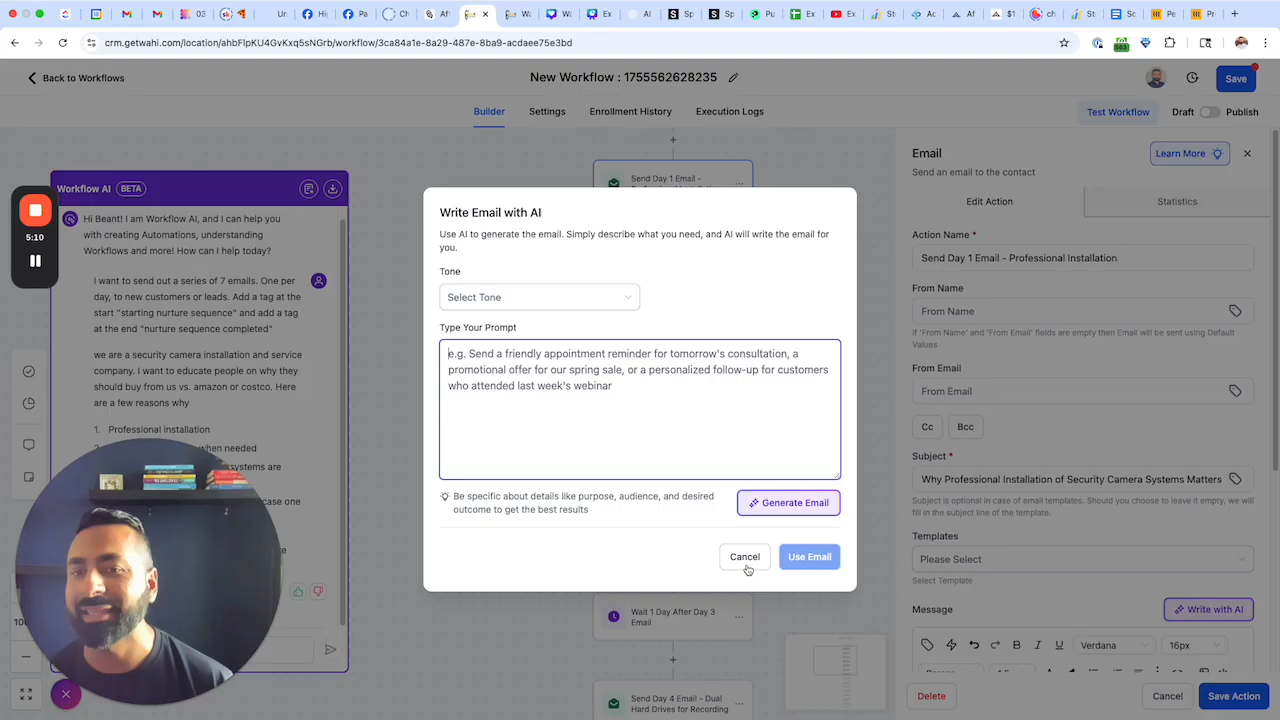 crm.getwahi.com/location/ahbFlpKU4GvKxq5sNGrb/workflow/3ca84a1e-8a29-487e-8ba9-acdaee75e3bd
Back to Workflows
New Workflow : 1755562628235
Save
Builder
Settings
Enrollment History
Execution Logs
Test Workflow
Draft
Publish
Workflow AI
BETA
Hi Beant! I am Workflow AI, and I can help you
with creating Automations, understanding
Workflows and more! How can I help today?
I want to send out a series of 7 emails. One per
day, to new customers or leads. Add a tag at the
start "starting nurture sequence" and add a tag
at the end "nurture sequence completed"
we are a security camera installation and service
company. I want to educate people on why they
should buy from us vs. amazon or costco. Here
are a few reasons why
1. Professional installation
when needed
systems are
case one
5:10
Send Day 1 Email -
Write Email with AI
Use AI to generate the email. Simply describe what you need, and AI will write the email for
you.
Tone
Select Tone
Type Your Prompt
e.g. Send a friendly appointment reminder for tomorrow's consultation, a
promotional offer for our spring sale, or a personalized follow-up for customers
who attended last week's webinar
Be specific about details like purpose, audience, and desired
outcome to get the best results
Generate Email
Cancel
Use Email
Wait 1 Day After Day 3
Email
Send Day 4 Email - Dual
Hard Drives for Recording
Email
Learn More
Send an email to the contact
Edit Action
Statistics
Action Name *
Send Day 1 Email - Professional Installation
From Name
From Name
If 'From Name' and 'From Email' fields are empty then Email will be sent using Default
Values
From Email
From Email
Cc
Bcc
Subject *
Why Professional Installation of Security Camera Systems Matters
Subject is optional in case of email templates. Should you choose to leave it empty, we will
fill in the subject line of the template.
Templates
Please Select
Select Template
Message
Write with AI
B I U
Verdana
16px
Delete
Cancel
Save Action